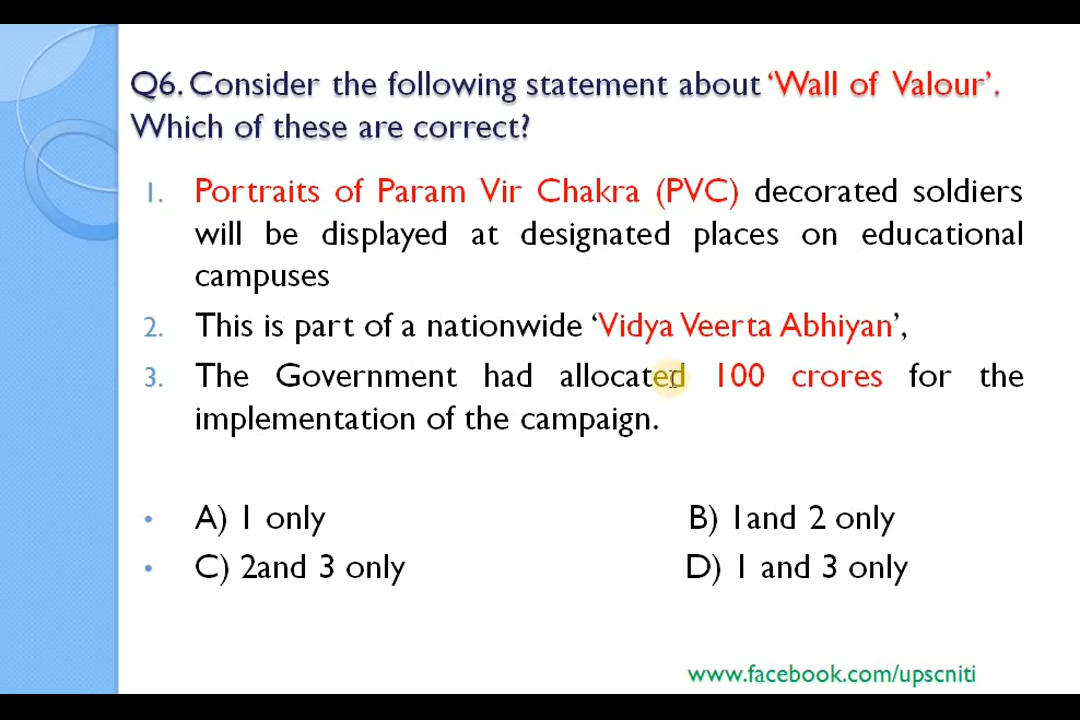 Q6. Consider the following statement about ‘Wall of Valour’.
Which of these are correct?
1. Portraits of Param Vir Chakra (PVC) decorated soldiers
will be displayed at designated places on educational
campuses
2. This is part of a nationwide ‘Vidya Veerta Abhiyan’,
3. The Government had allocated 100 crores for the
implementation of the campaign.
• A) 1 only B) 1and 2 only
• C) 2and 3 only D) 1 and 3 only
www.facebook.com/upscniti